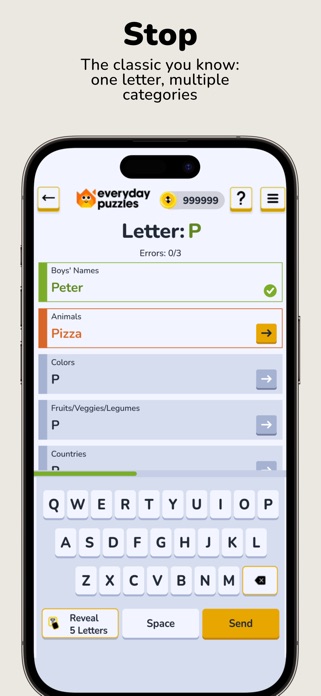 Stop
The classic you know:
one letter, multiple
categories
everyday
puzzles
999999
?
Letter: P
Errors: 0/3
Boys' Names
Peter
Animals
Pizza
Colors
P
Fruits/Veggies/Legumes
P
Countries
P
Q W E R T Y U I O P
A S D F G H J K L
Z X C V B N M
Reveal
5 Letters
Space
Send